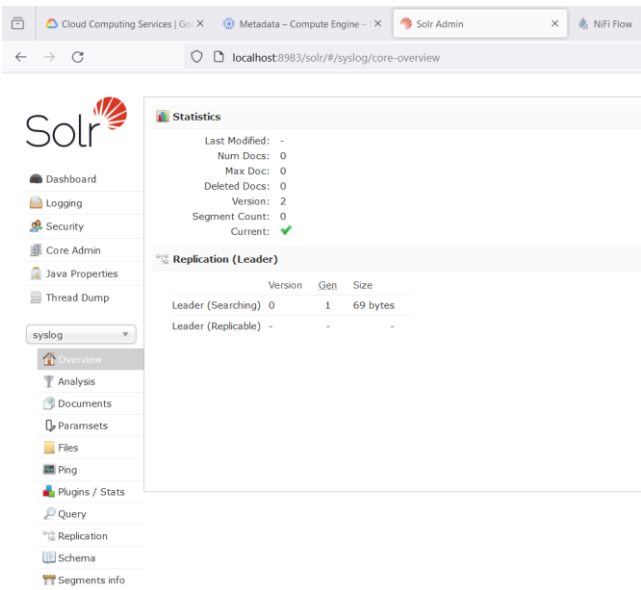 Cloud Computing Services | Goo
Metadata – Compute Engine –
Solr Admin
NiFi Flow
localhost:8983/solr/#/syslog/core-overview
Solr
Dashboard
Logging
Security
Core Admin
Java Properties
Thread Dump
syslog
Overview
Analysis
Documents
Paramsets
Files
Ping
Plugins / Stats
Query
Replication
Schema
Segments info
Statistics
Last Modified: -
Num Docs: 0
Max Doc: 0
Deleted Docs: 0
Version: 2
Segment Count: 0
Current:
Replication (Leader)
Version Gen Size
Leader (Searching) 0 1 69 bytes
Leader (Replicable) - - -